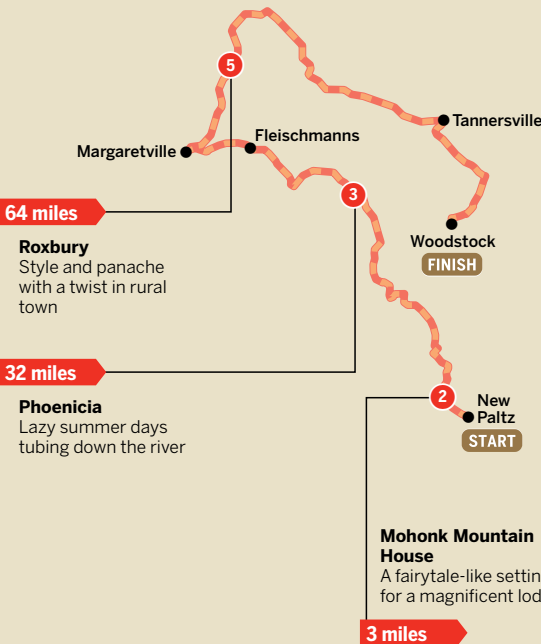 5
Tannersville
Fleischmanns
Margaretville
3
64 miles
Woodstock
FINISH
Roxbury
Style and panache
with a twist in rural
town
32 miles
2
New
Paltz
START
Phoenicia
Lazy summer days
tubing down the river
Mohonk Mountain
House
A fairytale-like
for a magnificent
3 miles